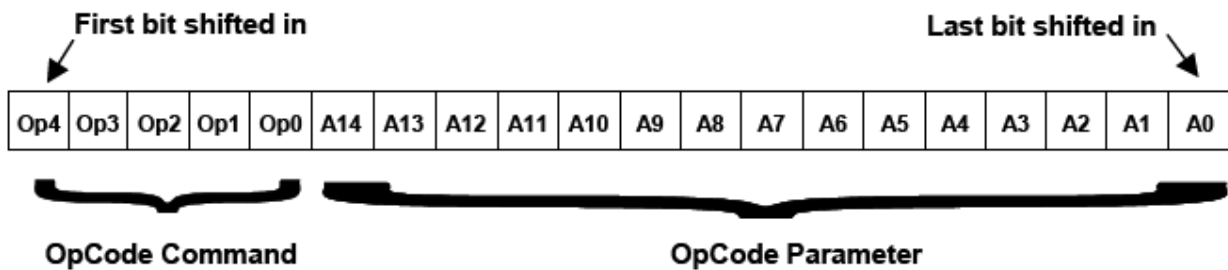 First bit shifted in
Last bit shifted in
Op4 Op3 Op2 Op1 Op0 A14 A13 A12 A11 A10 A9 A8 A7 A6 A5 A4 A3 A2 A1 A0
OpCode Command
OpCode Parameter